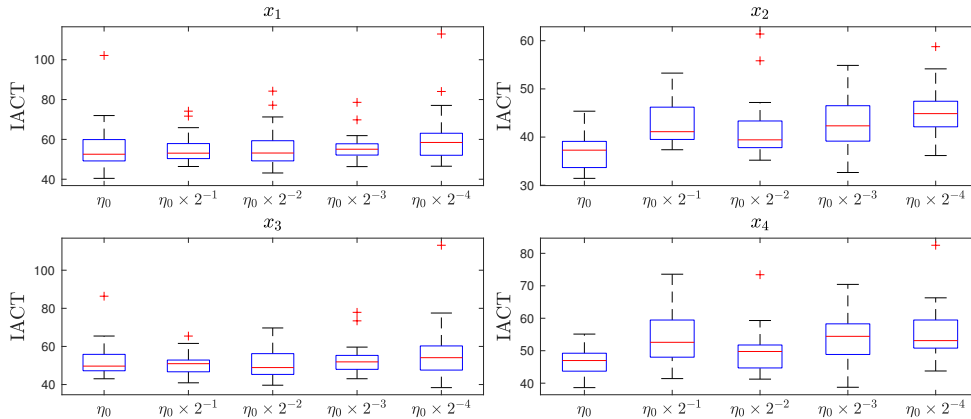 x₁
IACT
100
80
60
40
η₀
η₀ × 2⁻¹
η₀ × 2⁻²
η₀ × 2⁻³
η₀ × 2⁻⁴
x₂
IACT
60
50
40
30
η₀
η₀ × 2⁻¹
η₀ × 2⁻²
η₀ × 2⁻³
η₀ × 2⁻⁴
x₃
IACT
100
80
60
40
η₀
η₀ × 2⁻¹
η₀ × 2⁻²
η₀ × 2⁻³
η₀ × 2⁻⁴
x₄
IACT
80
70
60
50
40
η₀
η₀ × 2⁻¹
η₀ × 2⁻²
η₀ × 2⁻³
η₀ × 2⁻⁴